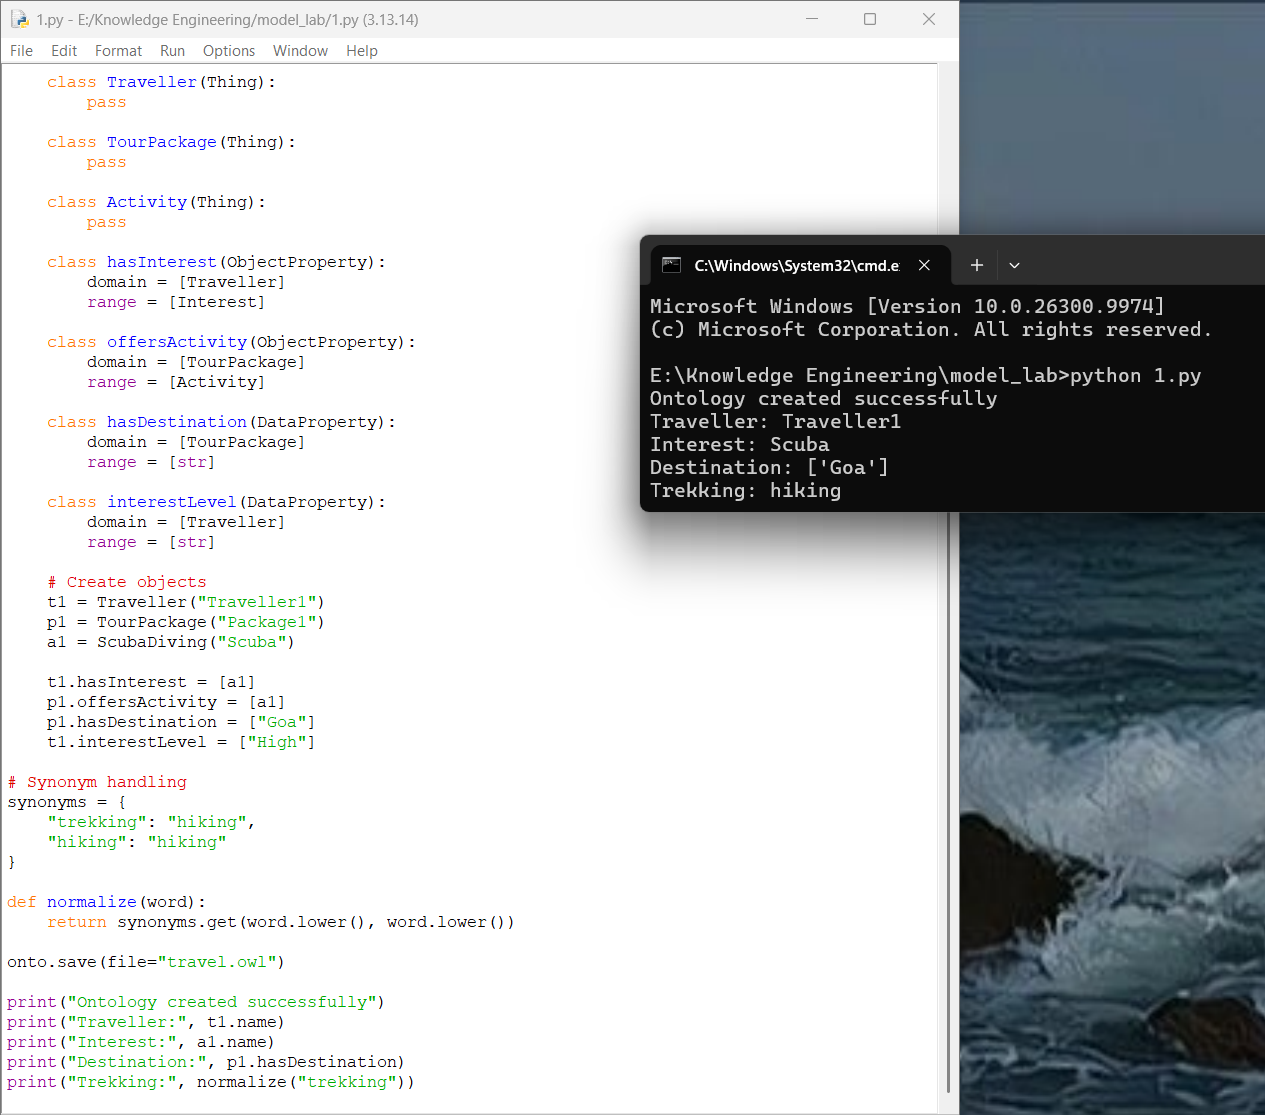 1.py - E:/Knowledge Engineering/model_lab/1.py (3.13.14)
File Edit Format Run Options Window Help
    class Traveller(Thing):
        pass

    class TourPackage(Thing):
        pass

    class Activity(Thing):
        pass

    class hasInterest(ObjectProperty):
        domain = [Traveller]
        range = [Interest]

    class offersActivity(ObjectProperty):
        domain = [TourPackage]
        range = [Activity]

    class hasDestination(DataProperty):
        domain = [TourPackage]
        range = [str]

    class interestLevel(DataProperty):
        domain = [Traveller]
        range = [str]

    # Create objects
    t1 = Traveller("Traveller1")
    p1 = TourPackage("Package1")
    a1 = ScubaDiving("Scuba")

    t1.hasInterest = [a1]
    p1.offersActivity = [a1]
    p1.hasDestination = ["Goa"]
    t1.interestLevel = ["High"]

# Synonym handling
synonyms = {
    "trekking": "hiking",
    "hiking": "hiking"
}

def normalize(word):
    return synonyms.get(word.lower(), word.lower())

onto.save(file="travel.owl")

print("Ontology created successfully")
print("Traveller:", t1.name)
print("Interest:", a1.name)
print("Destination:", p1.hasDestination)
print("Trekking:", normalize("trekking"))
C:\Windows\System32\cmd.e
Microsoft Windows [Version 10.0.26300.9974]
(c) Microsoft Corporation. All rights reserved.

E:\Knowledge Engineering\model_lab>python 1.py
Ontology created successfully
Traveller: Traveller1
Interest: Scuba
Destination: ['Goa']
Trekking: hiking